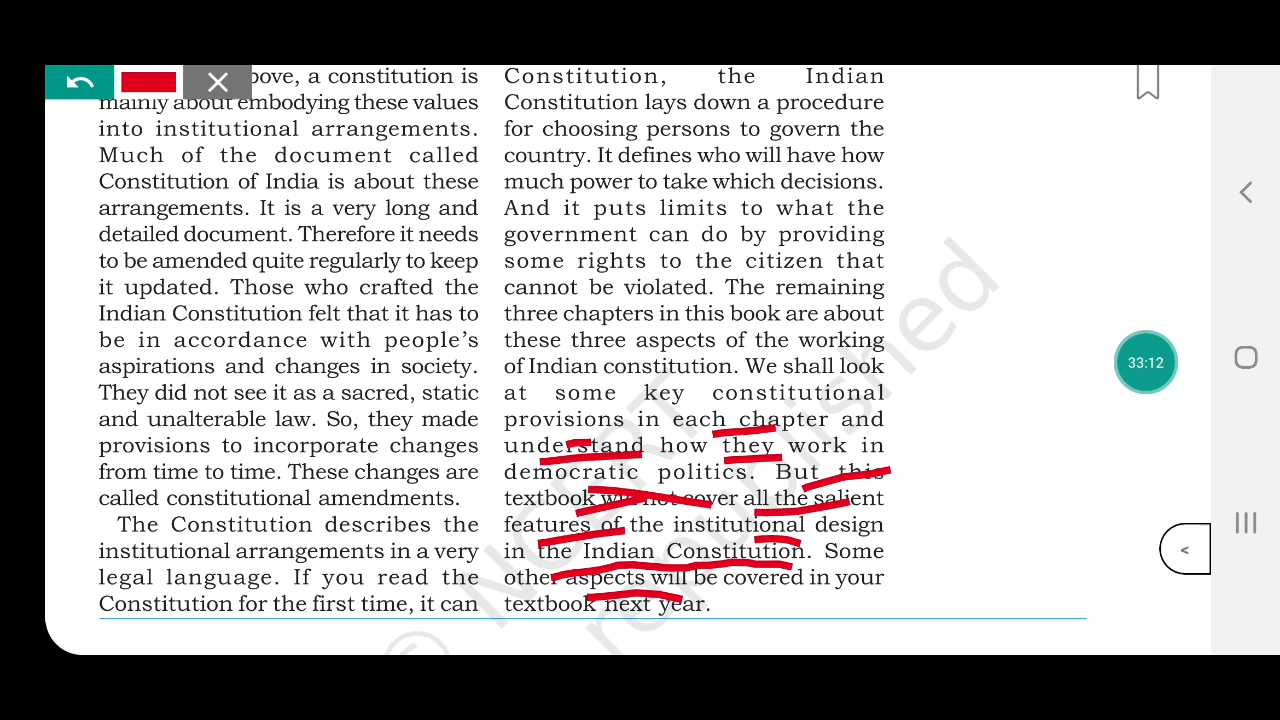 bove, a constitution is
mainly about embodying these values
into institutional arrangements.
Much of the document called
Constitution of India is about these
arrangements. It is a very long and
detailed document. Therefore it needs
to be amended quite regularly to keep
it updated. Those who crafted the
Indian Constitution felt that it has to
be in accordance with people’s
aspirations and changes in society.
They did not see it as a sacred, static
and unalterable law. So, they made
provisions to incorporate changes
from time to time. These changes are
called constitutional amendments.
The Constitution describes the
institutional arrangements in a very
legal language. If you read the
Constitution for the first time, it can
Constitution, the Indian
Constitution lays down a procedure
for choosing persons to govern the
country. It defines who will have how
much power to take which decisions.
And it puts limits to what the
government can do by providing
some rights to the citizen that
cannot be violated. The remaining
three chapters in this book are about
these three aspects of the working
of Indian constitution. We shall look
at some key constitutional
provisions in each chapter and
understand how they work in
democratic politics. But this
textbook will not cover all the salient
features of the institutional design
in the Indian Constitution. Some
other aspects will be covered in your
textbook next year.
© NCERT
republished
33:12